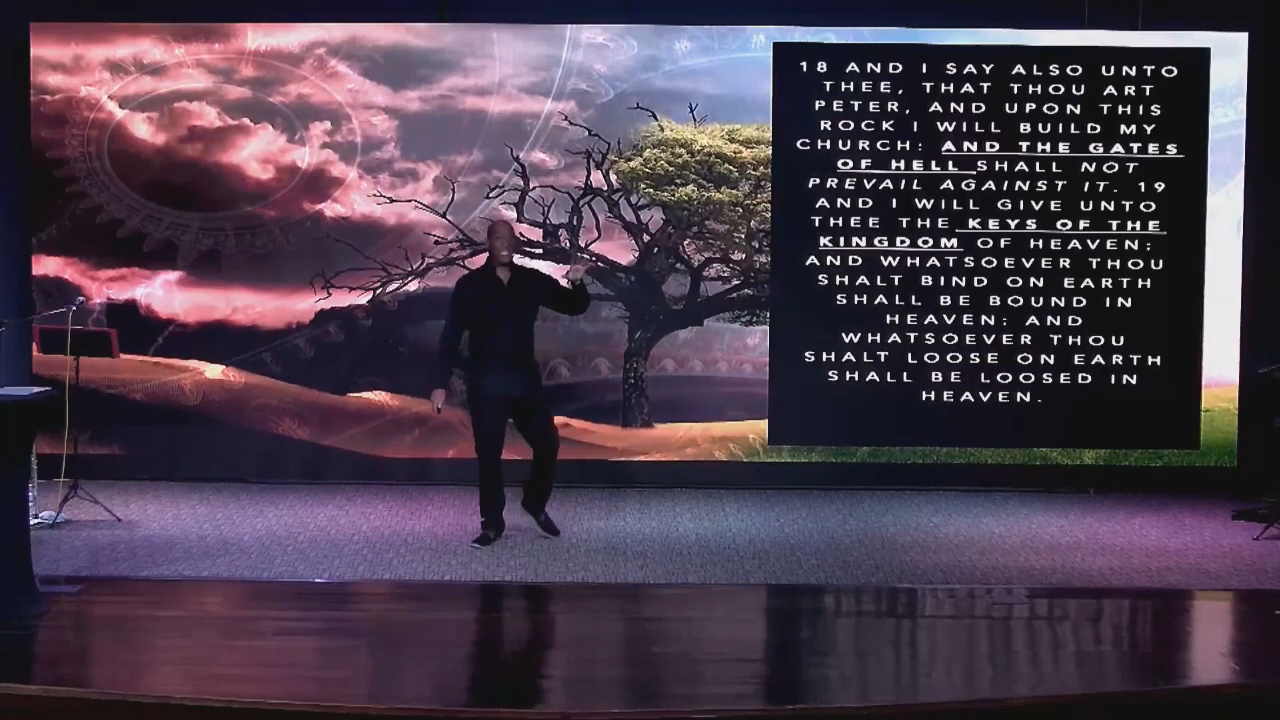 18 AND I SAY ALSO UNTO
THEE, THAT THOU ART
PETER, AND UPON THIS
ROCK I WILL BUILD MY
CHURCH: AND THE GATES
OF HELL SHALL NOT
PREVAIL AGAINST IT. 19
AND I WILL GIVE UNTO
THEE THE KEYS OF THE
KINGDOM OF HEAVEN:
AND WHATSOEVER THOU
SHALT BIND ON EARTH
SHALL BE BOUND IN
HEAVEN: AND
WHATSOEVER THOU
SHALT LOOSE ON EARTH
SHALL BE LOOSED IN
HEAVEN.